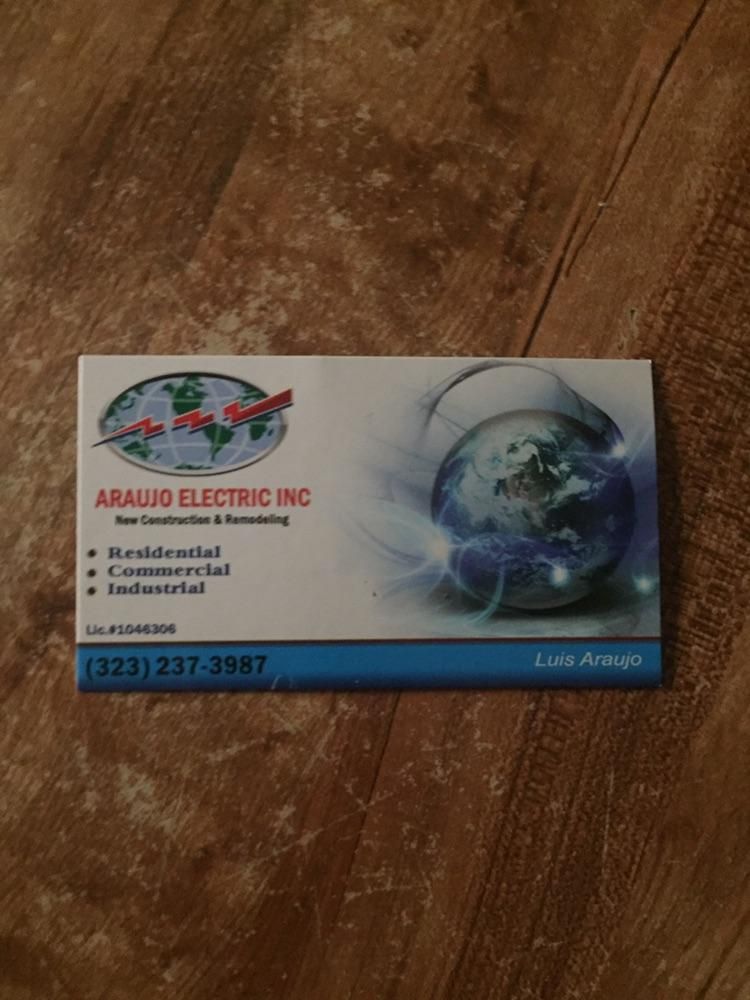 ARAUJO ELECTRIC INC
New Construction & Remodeling
• Residential
• Commercial
• Industrial
Lic.#1046306
(323) 237-3987
Luis Araujo